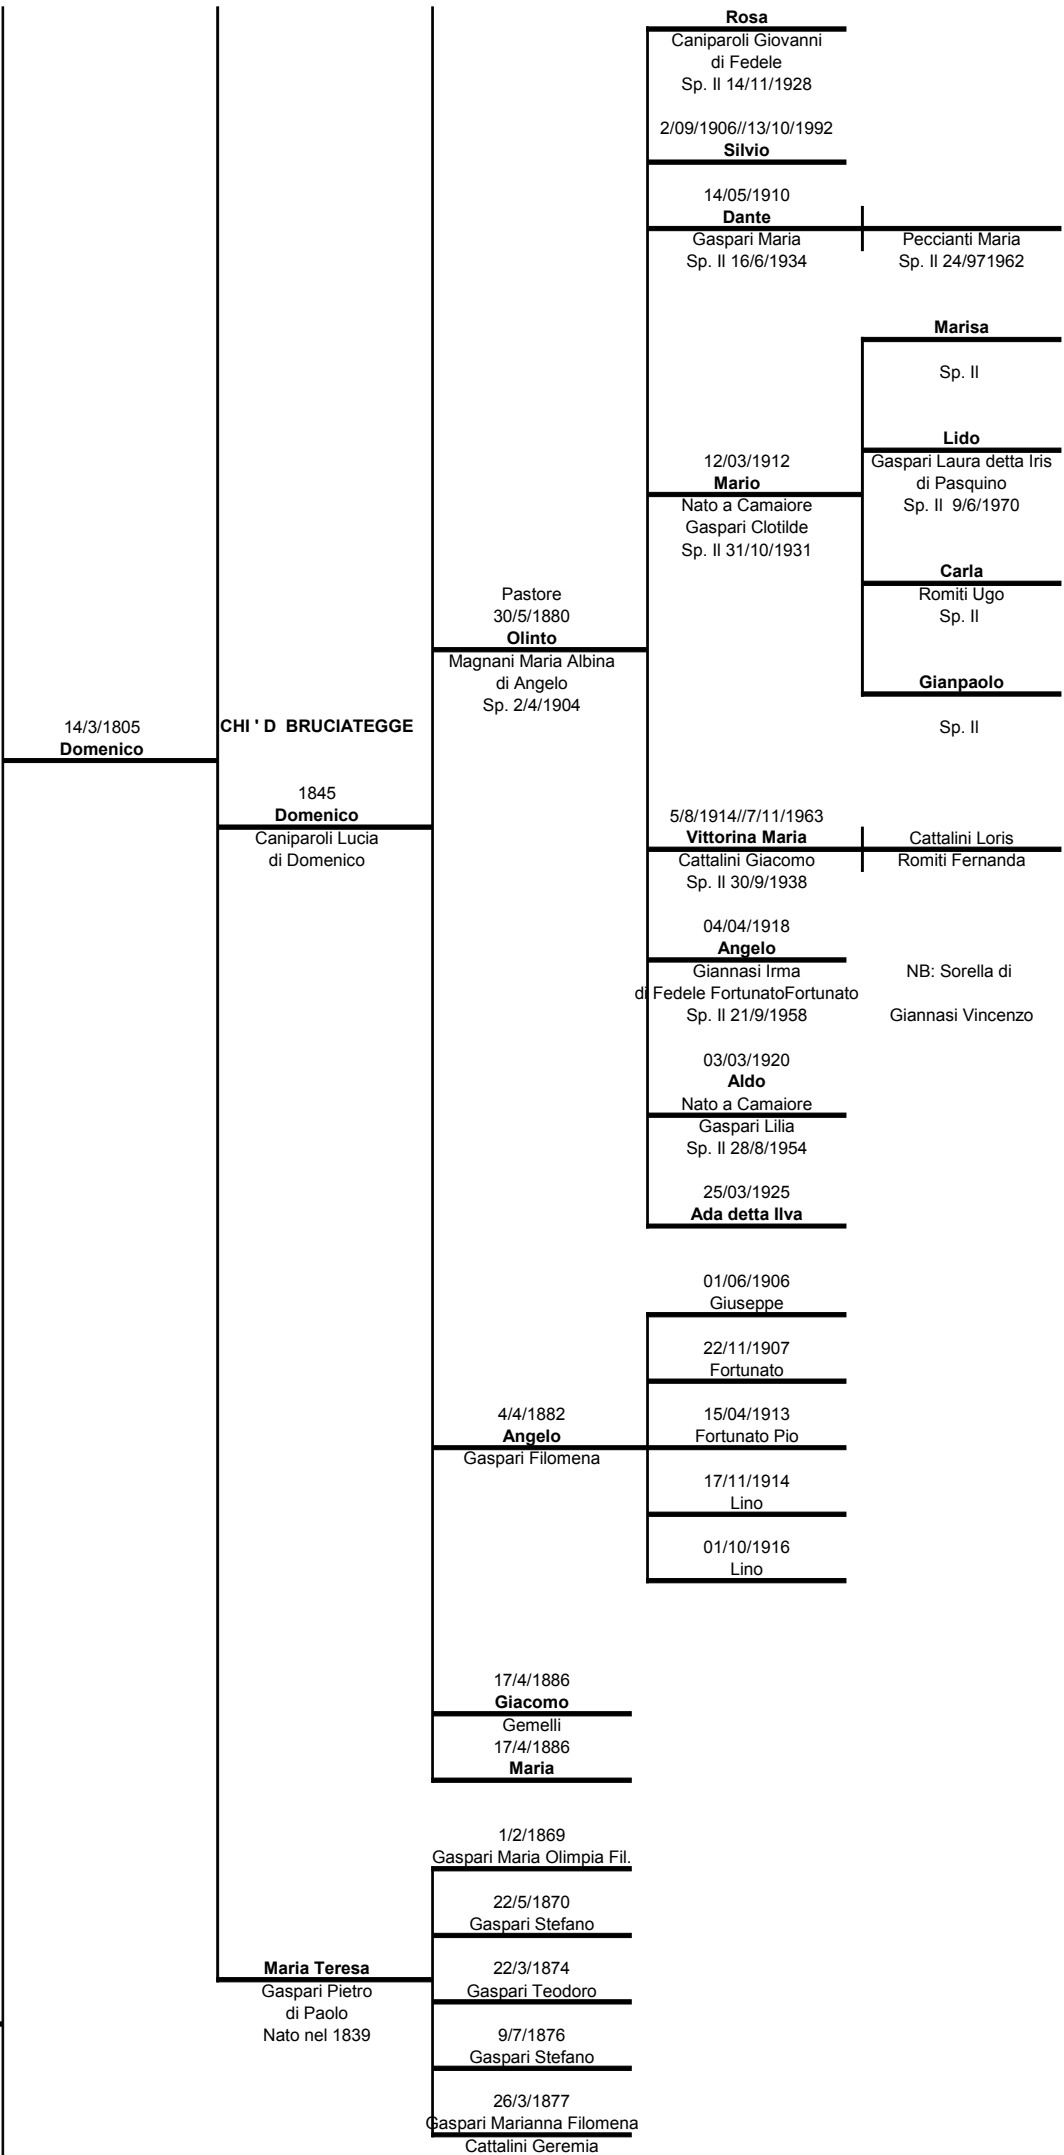 Rosa
Caniparoli Giovanni
di Fedele
Sp. Il 14/11/1928
2/09/1906//13/10/1992
Silvio
14/05/1910
Dante
Gaspari Maria
Sp. Il 16/6/1934
Peccianti Maria
Sp. Il 24/971962
Marisa
Sp. Il
Lido
Gaspari Laura detta Iris
di Pasquino
Sp. Il  9/6/1970
12/03/1912
Mario
Nato a Camaiore
Gaspari Clotilde
Sp. Il 31/10/1931
Carla
Romiti Ugo
Sp. Il
Gianpaolo
Sp. Il
Pastore
30/5/1880
Olinto
Magnani Maria Albina
di Angelo
Sp. 2/4/1904
14/3/1805
Domenico
CHI ' D  BRUCIATEGGE
1845
Domenico
Caniparoli Lucia
di Domenico
5/8/1914//7/11/1963
Vittorina Maria
Cattalini Giacomo
Sp. Il 30/9/1938
Cattalini Loris
Romiti Fernanda
04/04/1918
Angelo
Giannasi Irma
di Fedele FortunatoFortunato
Sp. Il 21/9/1958
NB: Sorella di
Giannasi Vincenzo
03/03/1920
Aldo
Nato a Camaiore
Gaspari Lilia
Sp. Il 28/8/1954
25/03/1925
Ada detta Ilva
01/06/1906
Giuseppe
22/11/1907
Fortunato
4/4/1882
Angelo
Gaspari Filomena
15/04/1913
Fortunato Pio
17/11/1914
Lino
01/10/1916
Lino
17/4/1886
Giacomo
Gemelli
17/4/1886
Maria
1/2/1869
Gaspari Maria Olimpia Fil.
22/5/1870
Gaspari Stefano
Maria Teresa
Gaspari Pietro
di Paolo
Nato nel 1839
22/3/1874
Gaspari Teodoro
9/7/1876
Gaspari Stefano
26/3/1877
Gaspari Marianna Filomena
Cattalini Geremia